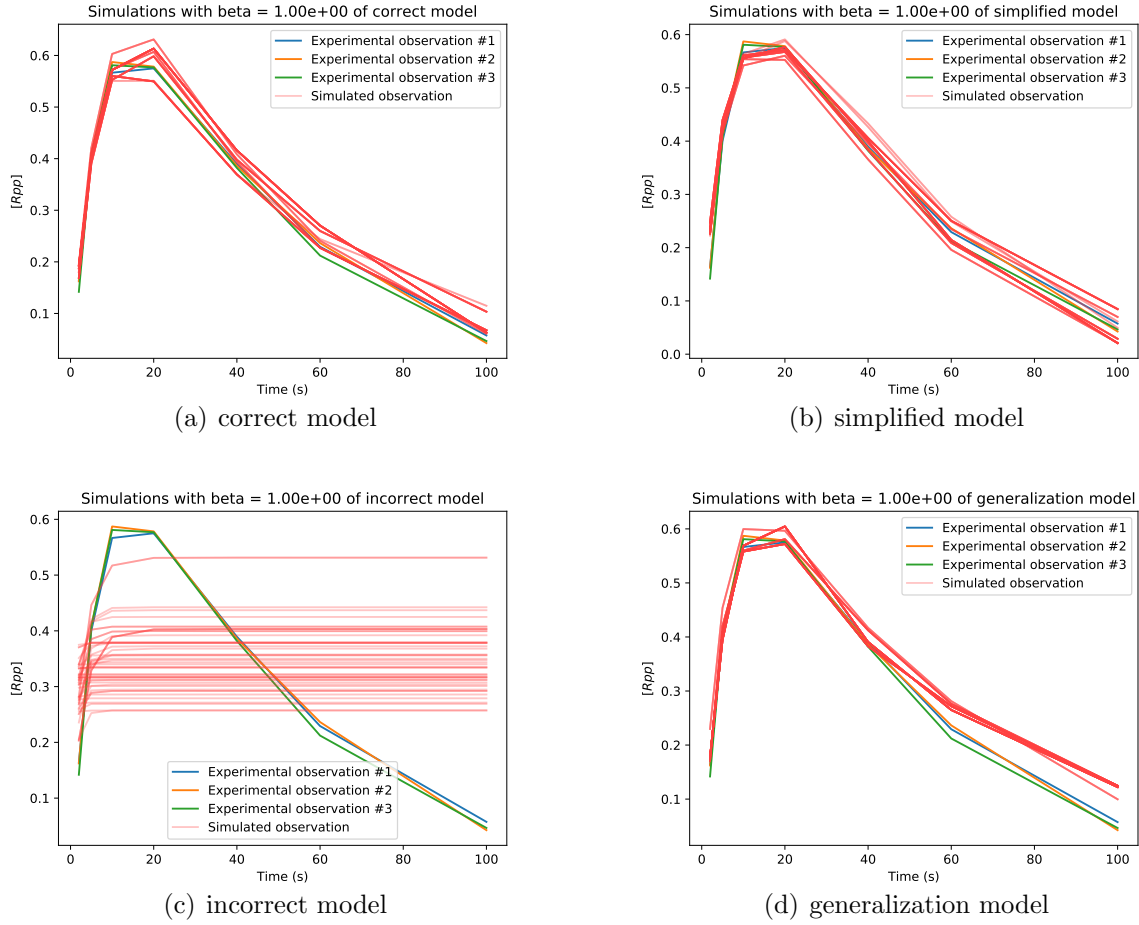 Simulations with beta = 1.00e+00 of correct model
[Rpp]
0.6
0.5
0.4
0.3
0.2
0.1
Experimental observation #1
Experimental observation #2
Experimental observation #3
Simulated observation
0 20 40 60 80 100
Time (s)
(a) correct model
Simulations with beta = 1.00e+00 of simplified model
[Rpp]
0.6
0.5
0.4
0.3
0.2
0.1
0.0
Experimental observation #1
Experimental observation #2
Experimental observation #3
Simulated observation
0 20 40 60 80 100
Time (s)
(b) simplified model
Simulations with beta = 1.00e+00 of incorrect model
[Rpp]
0.6
0.5
0.4
0.3
0.2
0.1
Experimental observation #1
Experimental observation #2
Experimental observation #3
Simulated observation
0 20 40 60 80 100
Time (s)
(c) incorrect model
Simulations with beta = 1.00e+00 of generalization model
[Rpp]
0.6
0.5
0.4
0.3
0.2
0.1
Experimental observation #1
Experimental observation #2
Experimental observation #3
Simulated observation
0 20 40 60 80 100
Time (s)
(d) generalization model